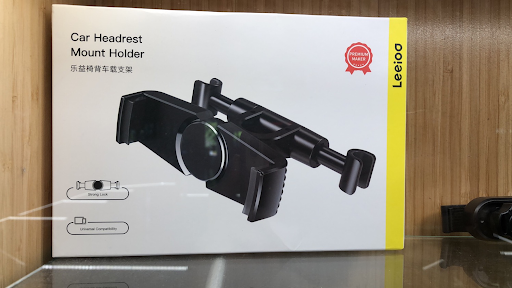 Car Headrest
Mount Holder
乐益椅背车载支架
PREMIUM
MAKER
Leeioo
Strong Lock
Universal Compatibility